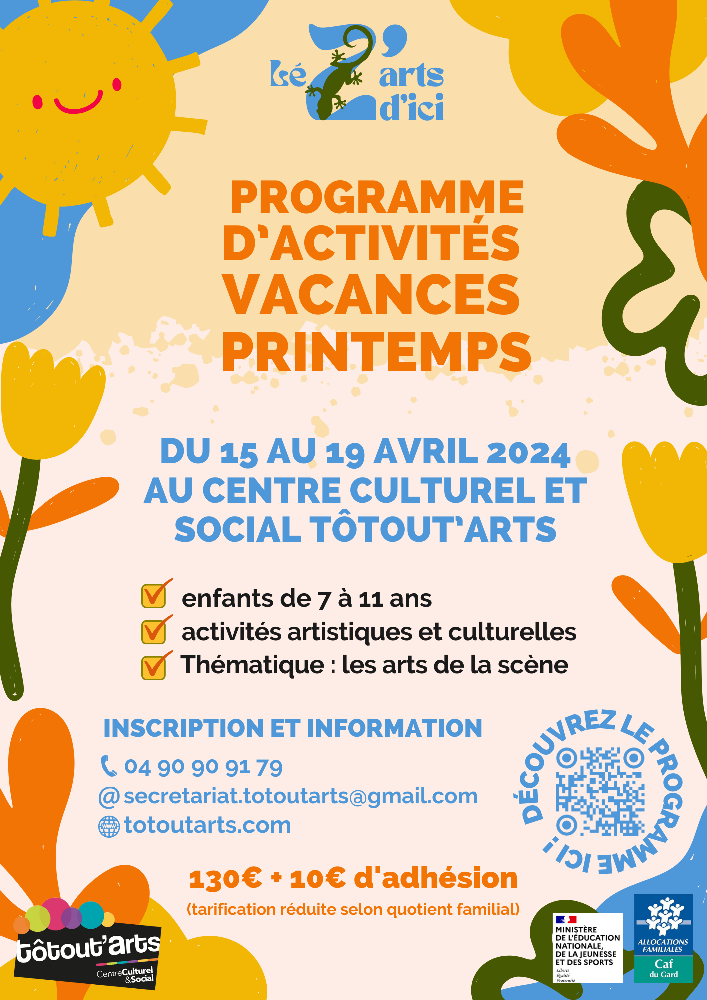 Lé Z' arts
d'ici
PROGRAMME
D'ACTIVITÉS
VACANCES
PRINTEMPS
DU 15 AU 19 AVRIL 2024
AU CENTRE CULTUREL ET
SOCIAL TÔTOUT'ARTS
enfants de 7 à 11 ans
activités artistiques et culturelles
Thématique : les arts de la scène
INSCRIPTION ET INFORMATION
04 90 90 91 79
@ secretariat.totoutarts@gmail.com
www totoutarts.com
DÉCOUVREZ LE PROGRAMME ICI !
130€ + 10€ d'adhésion
(tarification réduite selon quotient familial)
tôtout'arts
CentreCulturel
&Social
MINISTÈRE
DE L'ÉDUCATION
NATIONALE,
DE LA JEUNESSE
ET DES SPORTS
Liberté
Égalité
Fraternité
ALLOCATIONS
FAMILIALES
Caf
du Gard